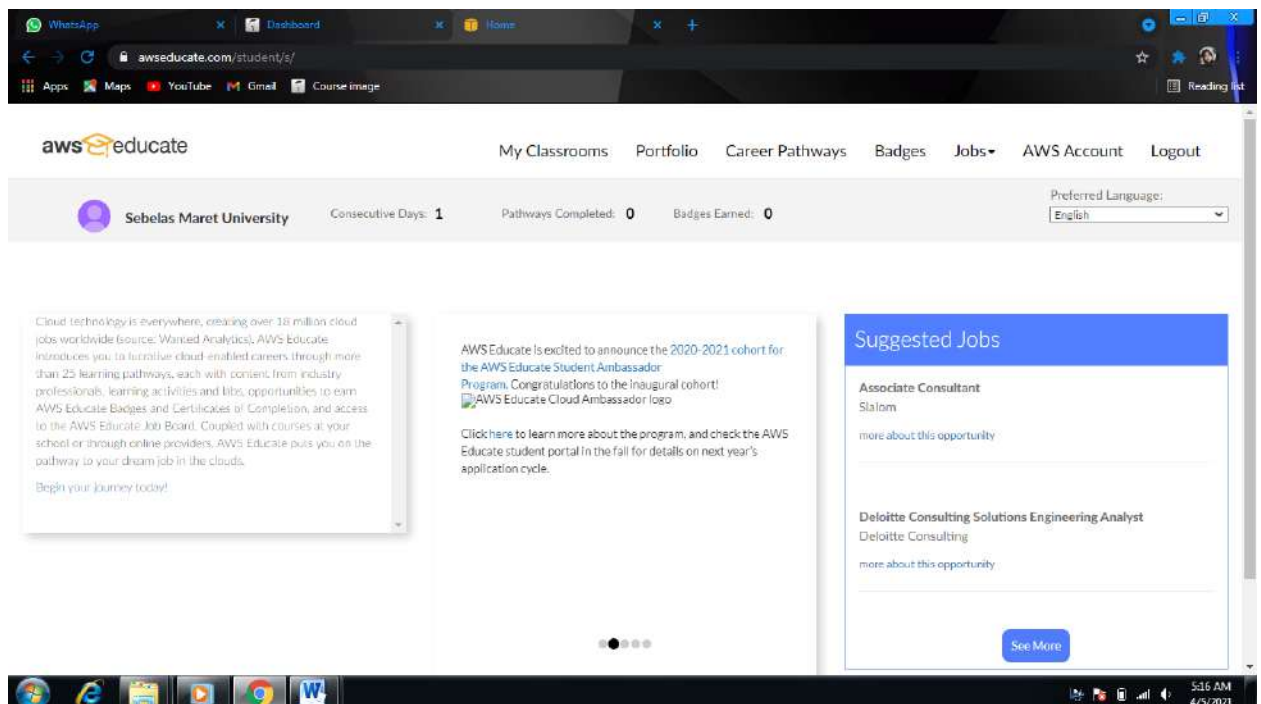 WhatsApp
Dashboard
Home
awseducate.com/student/s/
Apps Maps YouTube Gmail Course image
Reading list
aws educate
My Classrooms Portfolio Career Pathways Badges Jobs AWS Account Logout
Sebelas Maret University Consecutive Days: 1 Pathways Completed: 0 Badges Earned: 0
Preferred Language:
English
Cloud technology is everywhere, creating over 18 million cloud
jobs worldwide (source: Wanted Analytics). AWS Educate
introduces you to lucrative cloud-enabled careers through more
than 25 learning pathways, each with content from industry
professionals, learning activities and labs, opportunities to earn
AWS Educate Badges and Certificates of Completion, and access
to the AWS Educate Job Board. Coupled with courses at your
school or through online providers, AWS Educate puts you on the
pathway to your dream job in the clouds.
Begin your journey today!
AWS Educate is excited to announce the 2020-2021 cohort for
the AWS Educate Student Ambassador
Program. Congratulations to the inaugural cohort!
AWS Educate Cloud Ambassador logo
Click here to learn more about the program, and check the AWS
Educate student portal in the fall for details on next year's
application cycle.
Suggested Jobs
Associate Consultant
Slalom
more about this opportunity
Deloitte Consulting Solutions Engineering Analyst
Deloitte Consulting
more about this opportunity
See More
5:16 AM
4/5/2021